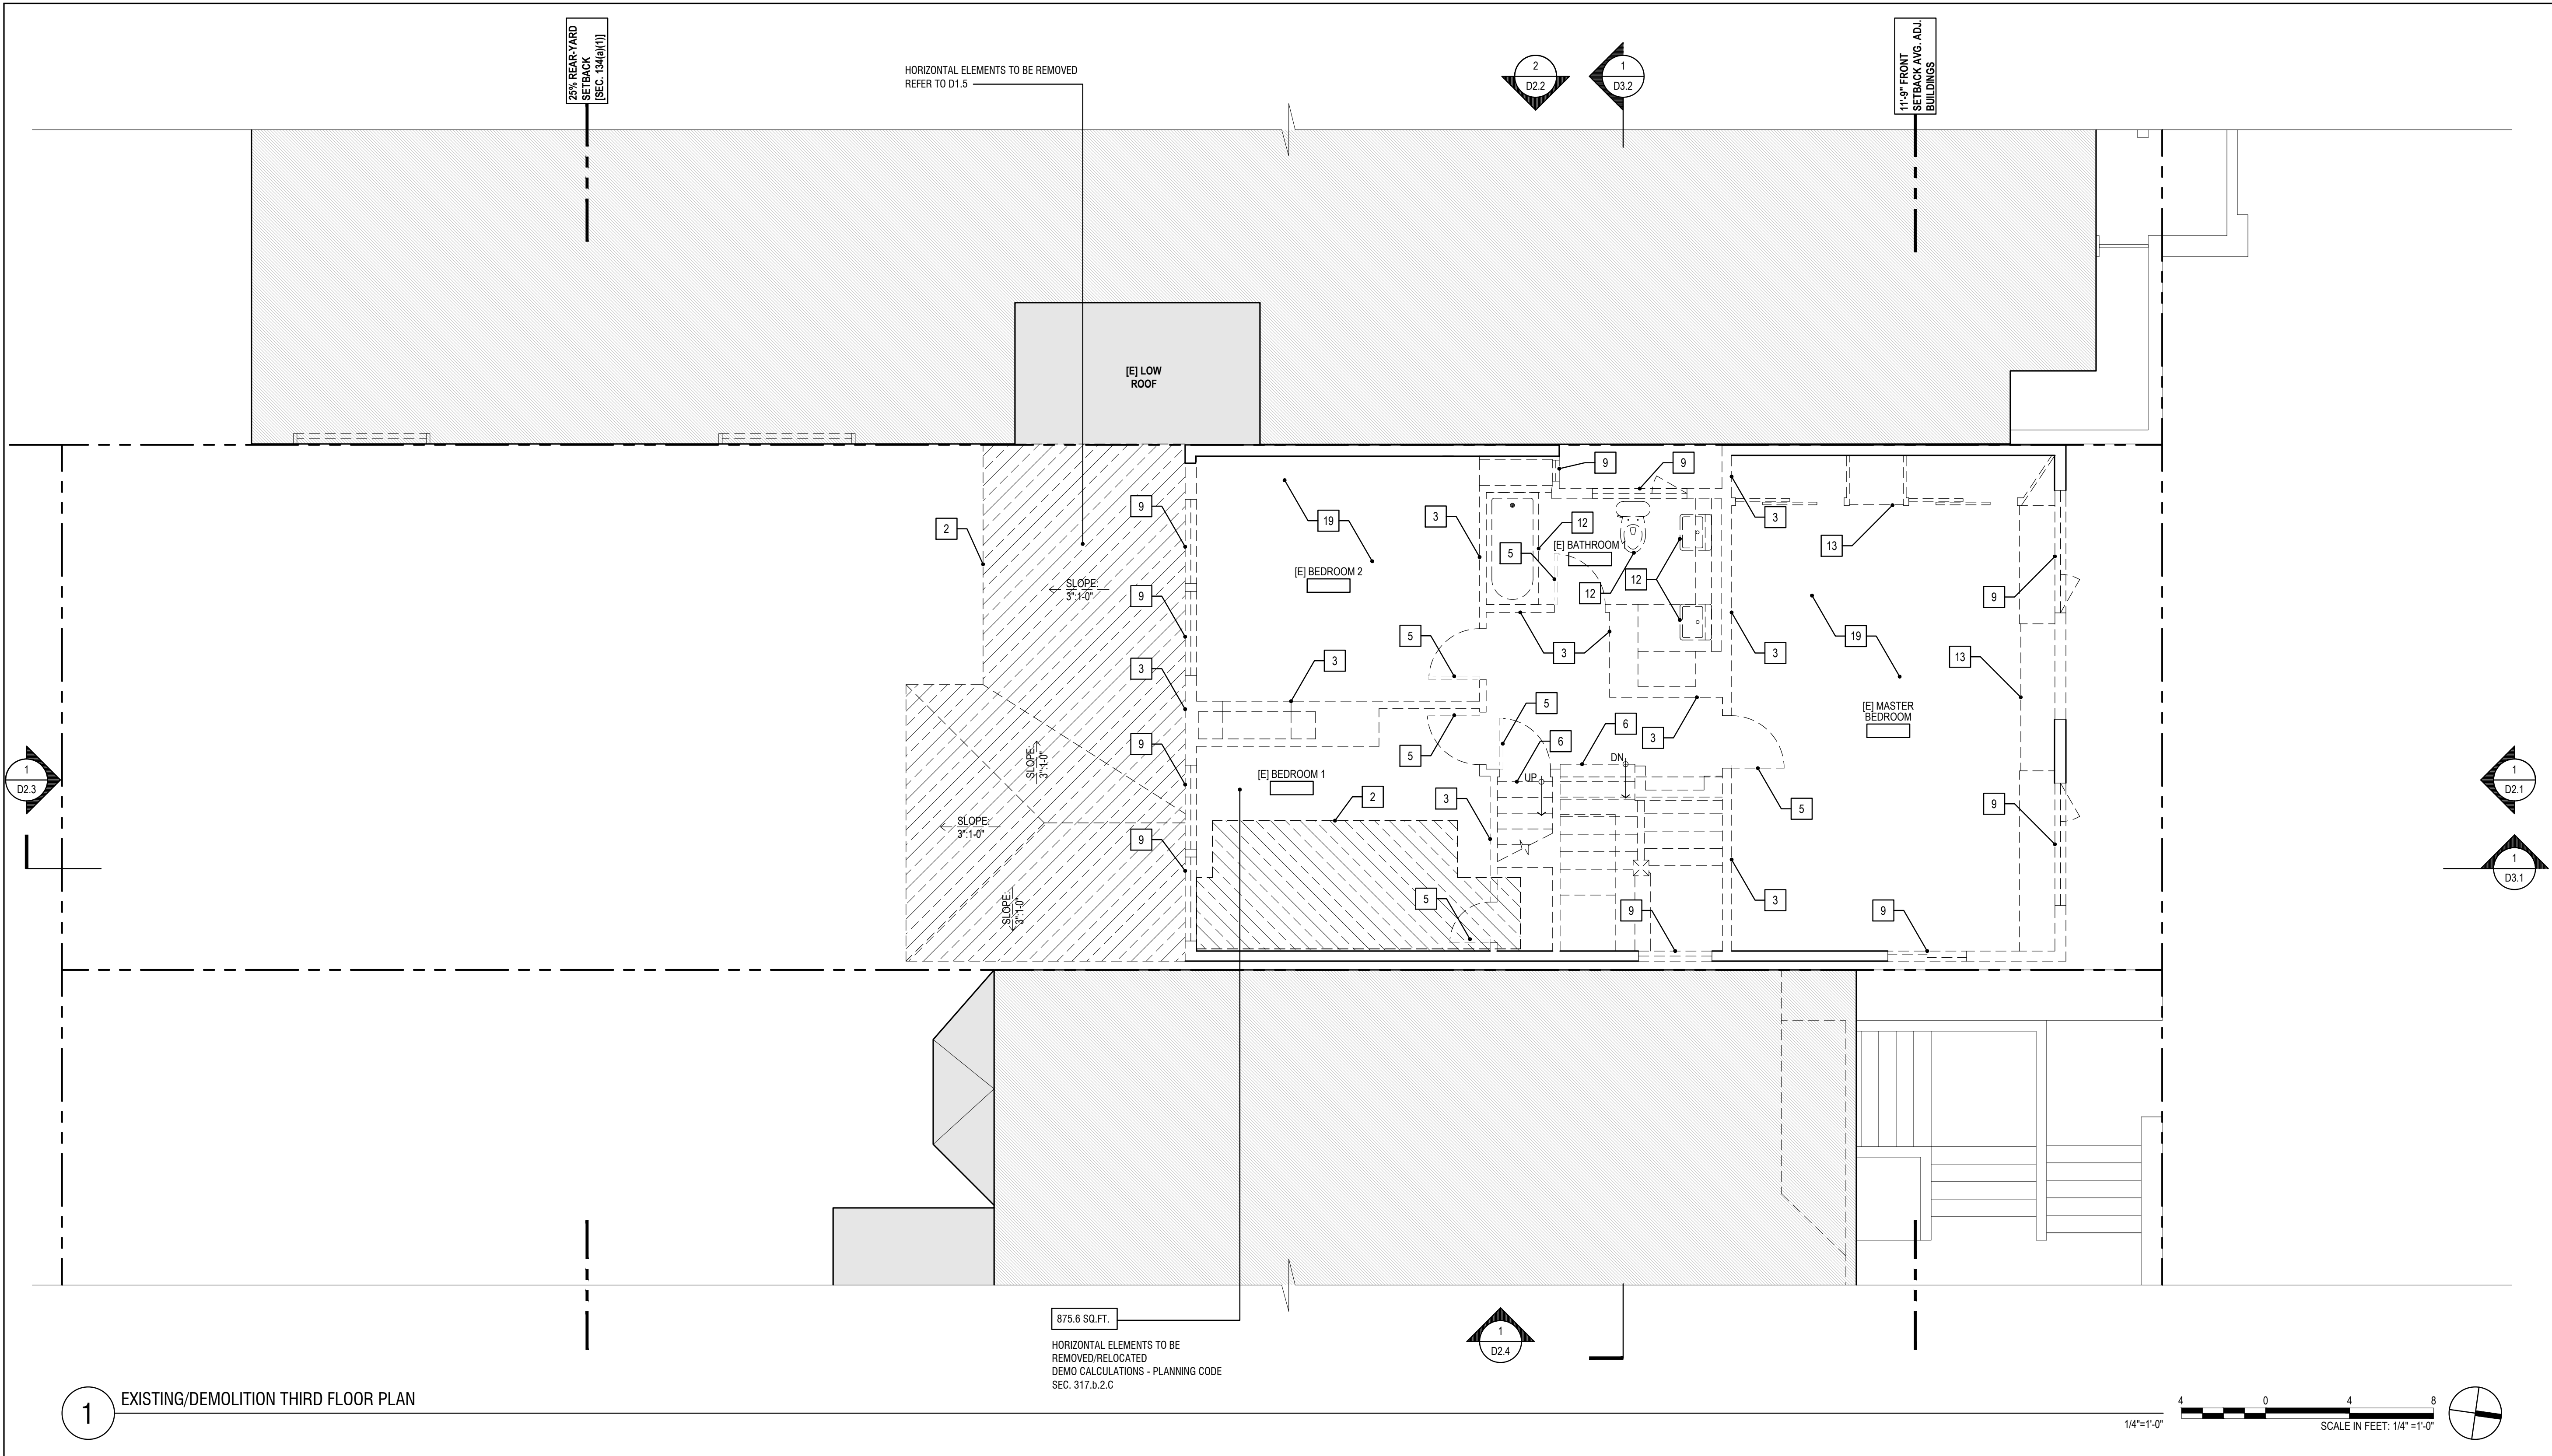 25% REAR-YARD
SETBACK
[SEC. 134(a)(1)]
HORIZONTAL ELEMENTS TO BE REMOVED
REFER TO D1.5
2
D2.2
1
D3.2
11'-9" FRONT
SETBACK AVG. ADJ.
BUILDINGS
[E] LOW
ROOF
9
9
9
19
3
12
3
2
5
[E] BATHROOM
13
[E] BEDROOM 2
12
12
9
SLOPE:
3":1-0"
9
5
3
3
19
3
3
13
5
[E] MASTER
BEDROOM
6
3
9
5
6
DN
SLOPE:
3":1-0"
[E] BEDROOM 1
UP
1
D2.3
1
D2.1
2
3
5
9
SLOPE:
3":1-0"
9
1
D3.1
5
3
SLOPE:
3":1-0"
9
9
875.6 SQ.FT.
HORIZONTAL ELEMENTS TO BE
REMOVED/RELOCATED
DEMO CALCULATIONS - PLANNING CODE
SEC. 317.b.2.C
1
D2.4
1
EXISTING/DEMOLITION THIRD FLOOR PLAN
1/4"=1'-0"
4 0 4 8
SCALE IN FEET: 1/4" =1'-0"